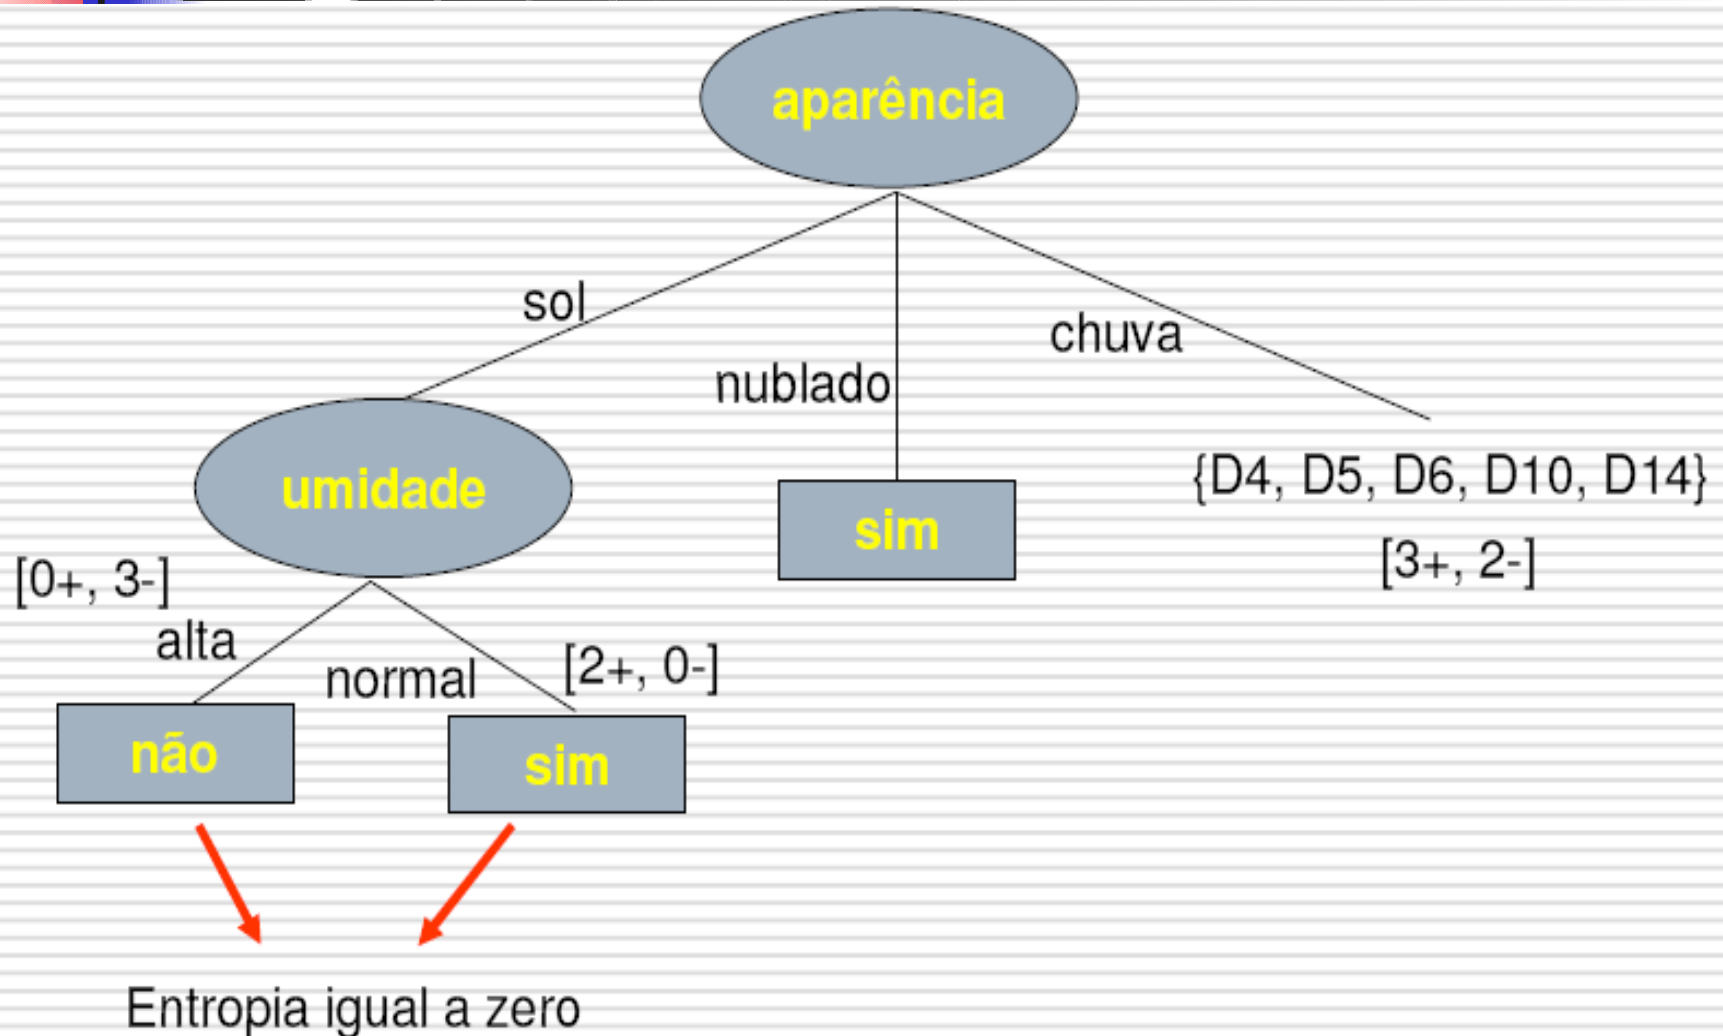 aparência
sol
chuva
nublado
umidade
{D4, D5, D6, D10, D14}
sim
[3+, 2-]
[0+, 3-]
alta
normal
[2+, 0-]
não
sim
Entropia igual a zero